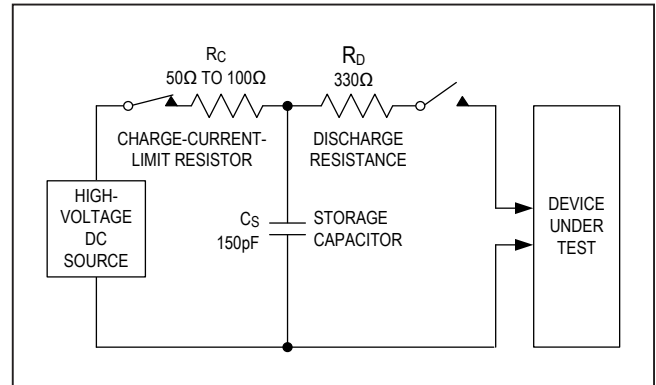 RC
50Ω TO 100Ω
CHARGE-CURRENT-
LIMIT RESISTOR
RD
330Ω
DISCHARGE
RESISTANCE
HIGH-
VOLTAGE
DC
SOURCE
CS
150pF
STORAGE
CAPACITOR
DEVICE
UNDER
TEST